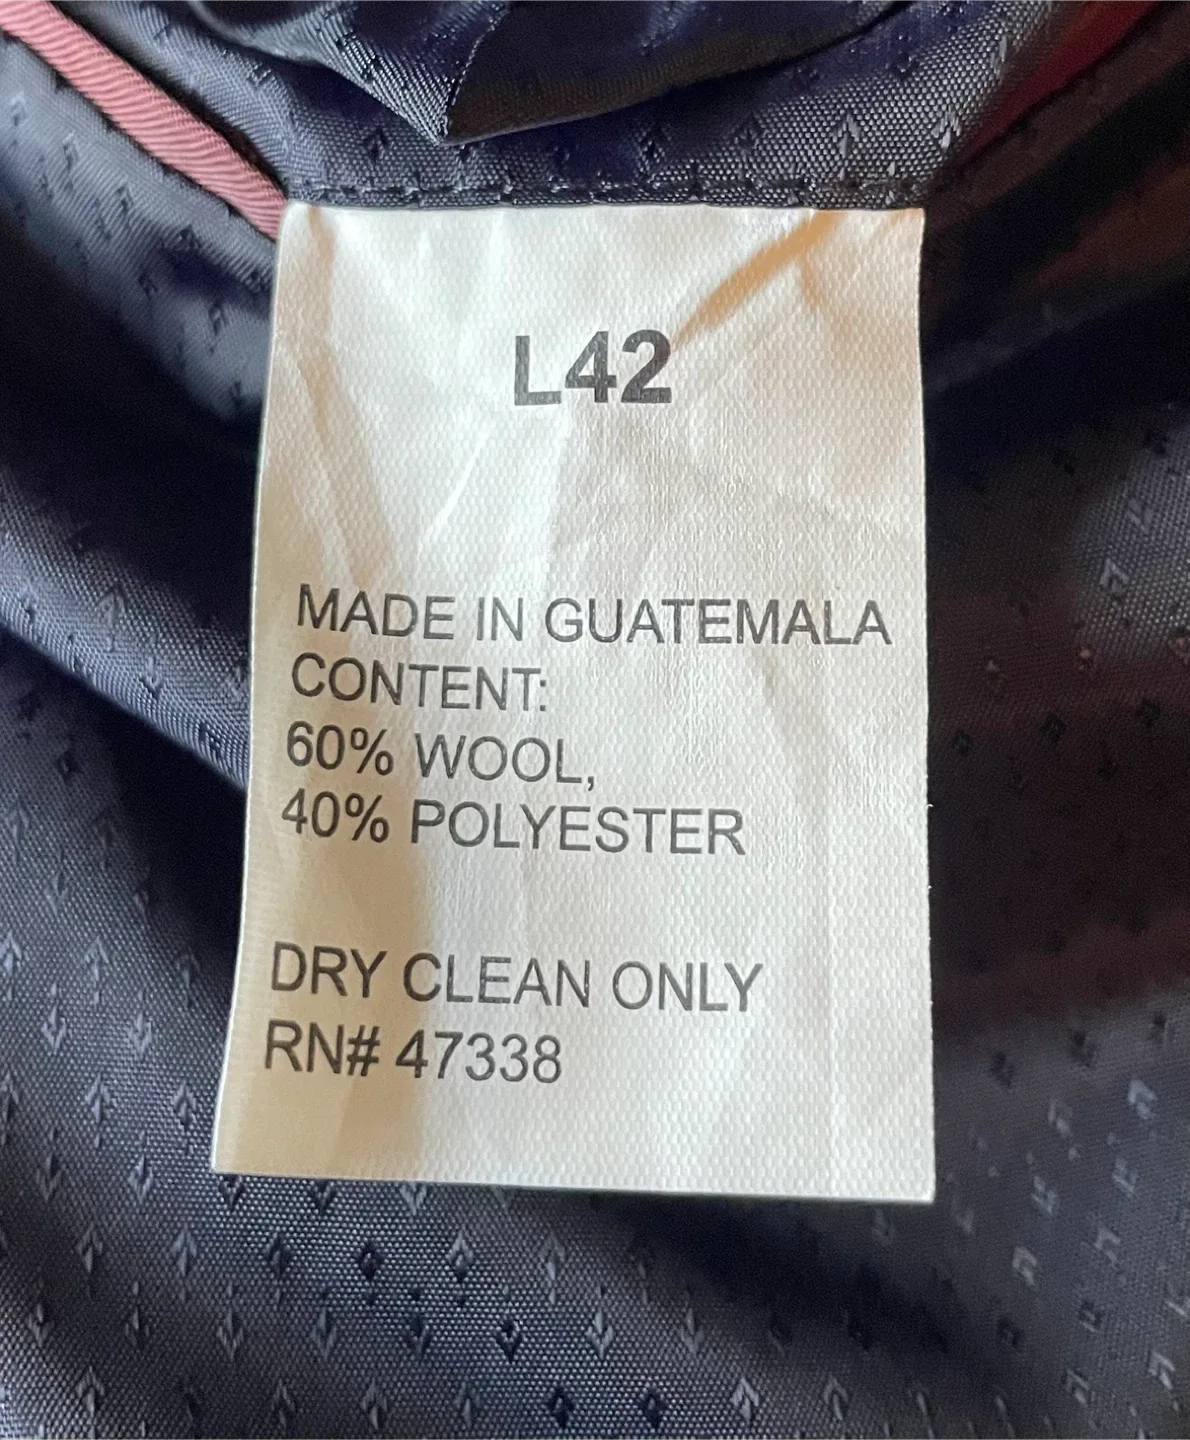 L42
MADE IN GUATEMALA
CONTENT:
60% WOOL,
40% POLYESTER
DRY CLEAN ONLY
RN# 47338